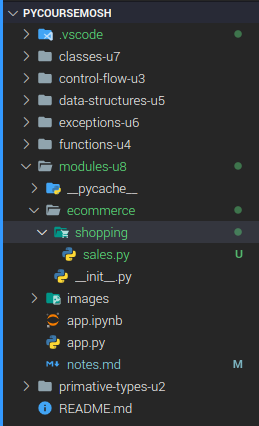 PYCOURSEMOSH
.vscode
classes-u7
control-flow-u3
data-structures-u5
exceptions-u6
functions-u4
modules-u8
__pycache__
ecommerce
shopping
sales.py U
__init__.py
images
app.ipynb
app.py
notes.md M
primative-types-u2
README.md